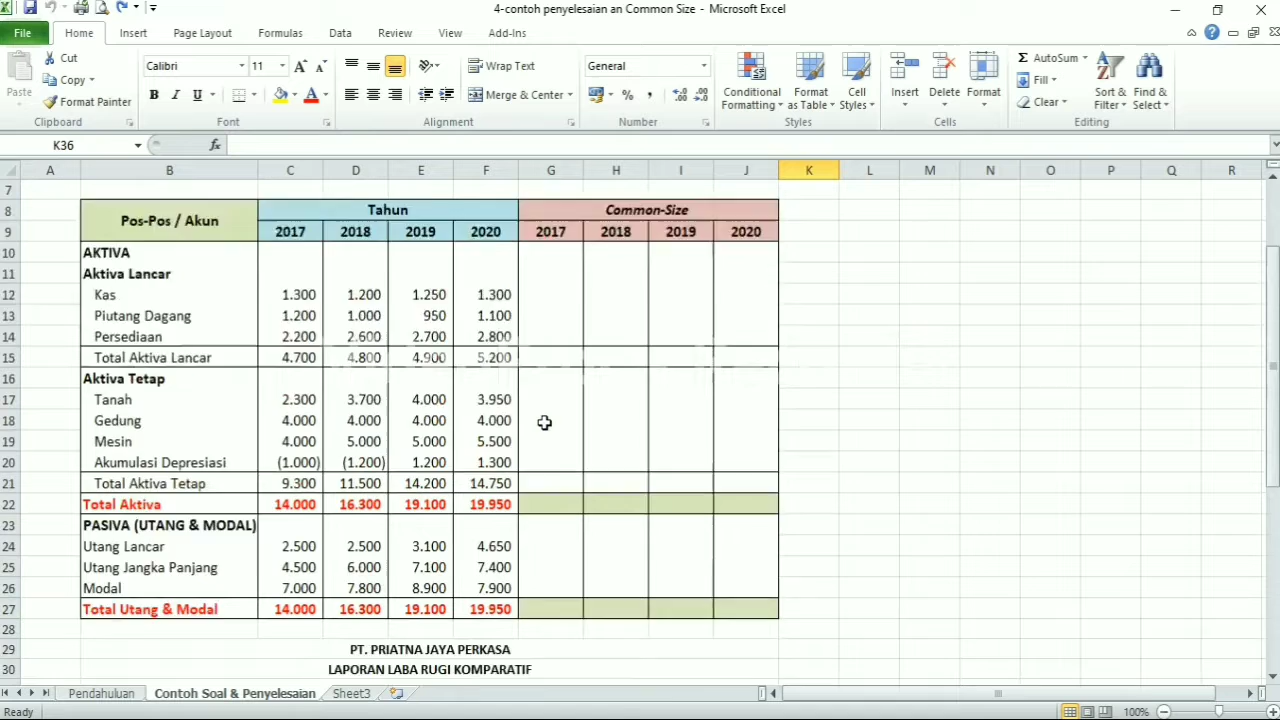 4-contoh penyelesaian an Common Size - Microsoft Excel
File Home Insert Page Layout Formulas Data Review View Add-Ins
Cut Calibri 11 Wrap Text General Σ AutoSum
Paste Copy Conditional Format Cell Insert Delete Format Fill Sort & Find &
Format Painter B I U Merge & Center % , Formatting as Table Styles Clear Filter Select
Clipboard Font Alignment Number Styles Cells Editing
K36 fx
A B C D E F G H I J K L M N O P Q R
7
8 Pos-Pos / Akun Tahun Common-Size
9 2017 2018 2019 2020 2017 2018 2019 2020
10 AKTIVA
11 Aktiva Lancar
12 Kas 1.300 1.200 1.250 1.300
13 Piutang Dagang 1.200 1.000 950 1.100
14 Persediaan 2.200 2.600 2.700 2.800
15 Total Aktiva Lancar 4.700 4.800 4.900 5.200
16 Aktiva Tetap
17 Tanah 2.300 3.700 4.000 3.950
18 Gedung 4.000 4.000 4.000 4.000
19 Mesin 4.000 5.000 5.000 5.500
20 Akumulasi Depresiasi (1.000) (1.200) 1.200 1.300
21 Total Aktiva Tetap 9.300 11.500 14.200 14.750
22 Total Aktiva 14.000 16.300 19.100 19.950
23 PASIVA (UTANG & MODAL)
24 Utang Lancar 2.500 2.500 3.100 4.650
25 Utang Jangka Panjang 4.500 6.000 7.100 7.400
26 Modal 7.000 7.800 8.900 7.900
27 Total Utang & Modal 14.000 16.300 19.100 19.950
28
29 PT. PRIATNA JAYA PERKASA
30 LAPORAN LABA RUGI KOMPARATIF
Pendahuluan Contoh Soal & Penyelesaian Sheet3
Ready 100%